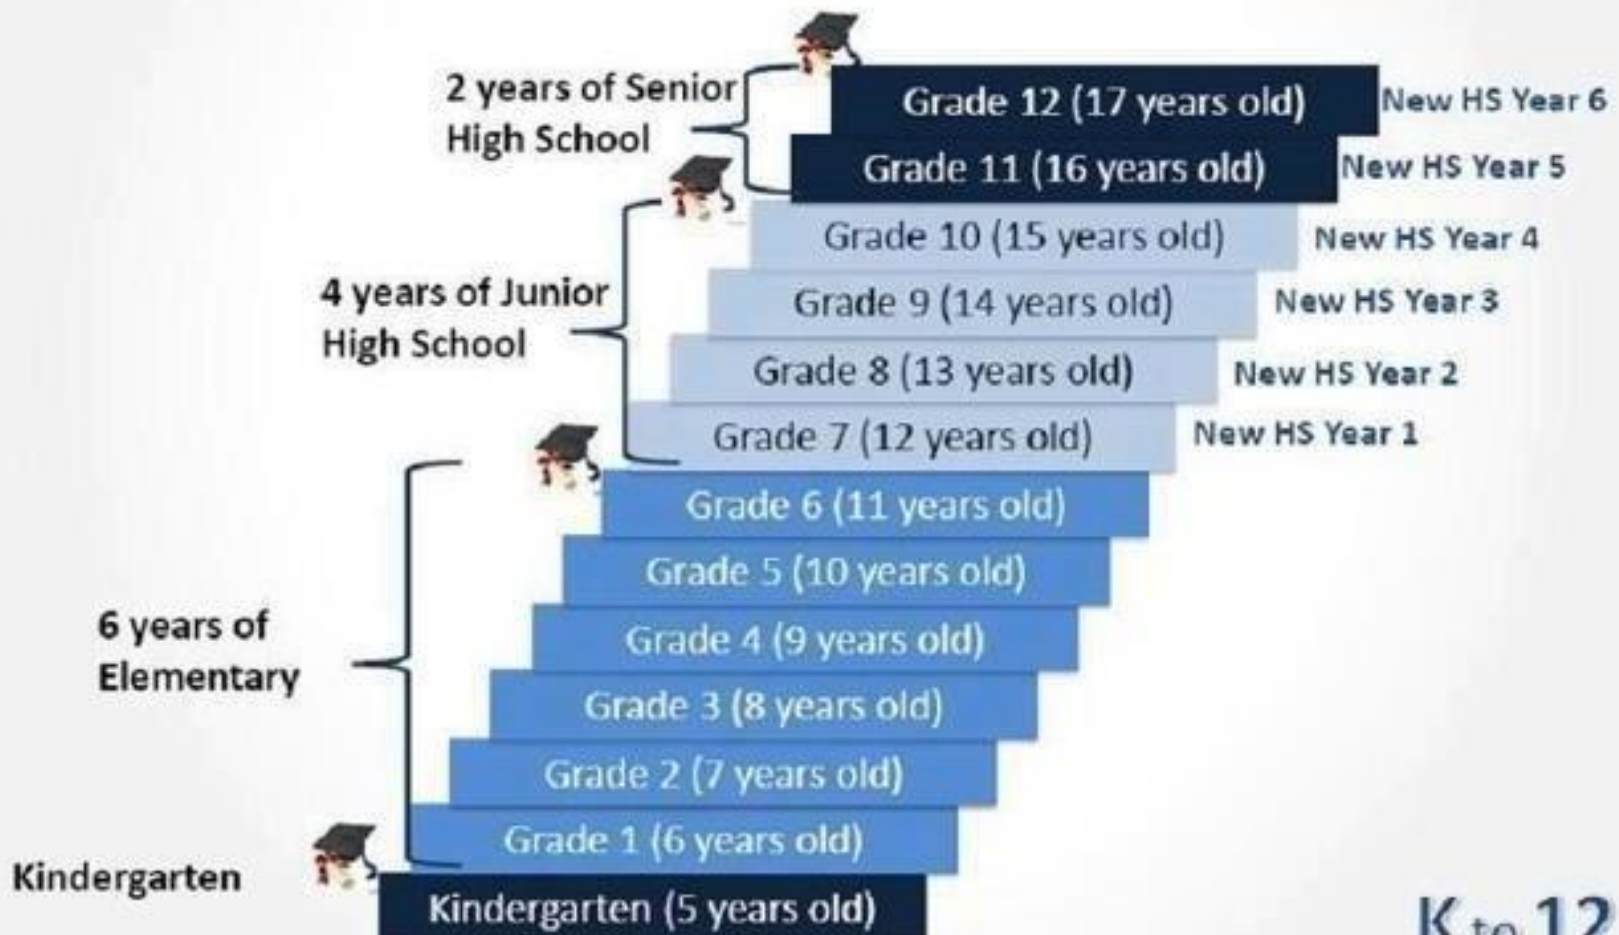 2 years of Senior
High School
Grade 12 (17 years old)
New HS Year 6
Grade 11 (16 years old)
New HS Year 5
4 years of Junior
High School
Grade 10 (15 years old)
New HS Year 4
Grade 9 (14 years old)
New HS Year 3
Grade 8 (13 years old)
New HS Year 2
Grade 7 (12 years old)
New HS Year 1
6 years of
Elementary
Grade 6 (11 years old)
Grade 5 (10 years old)
Grade 4 (9 years old)
Grade 3 (8 years old)
Grade 2 (7 years old)
Grade 1 (6 years old)
Kindergarten
Kindergarten (5 years old)
K to 12